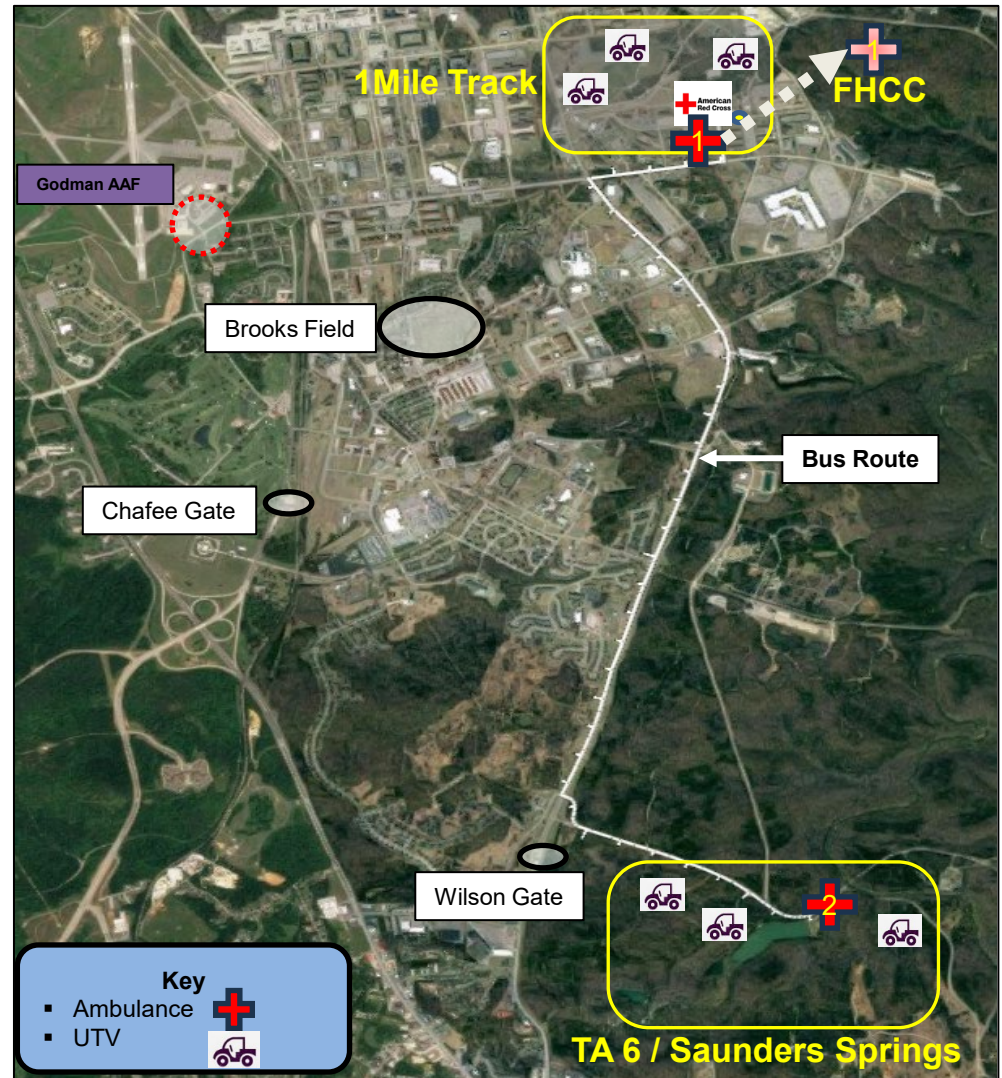 1Mile Track
1
FHCC
American
Red Cross
1
Godman AAF
Brooks Field
Bus Route
Chafee Gate
Wilson Gate
2
Key
▪ Ambulance
▪ UTV
TA 6 / Saunders Springs